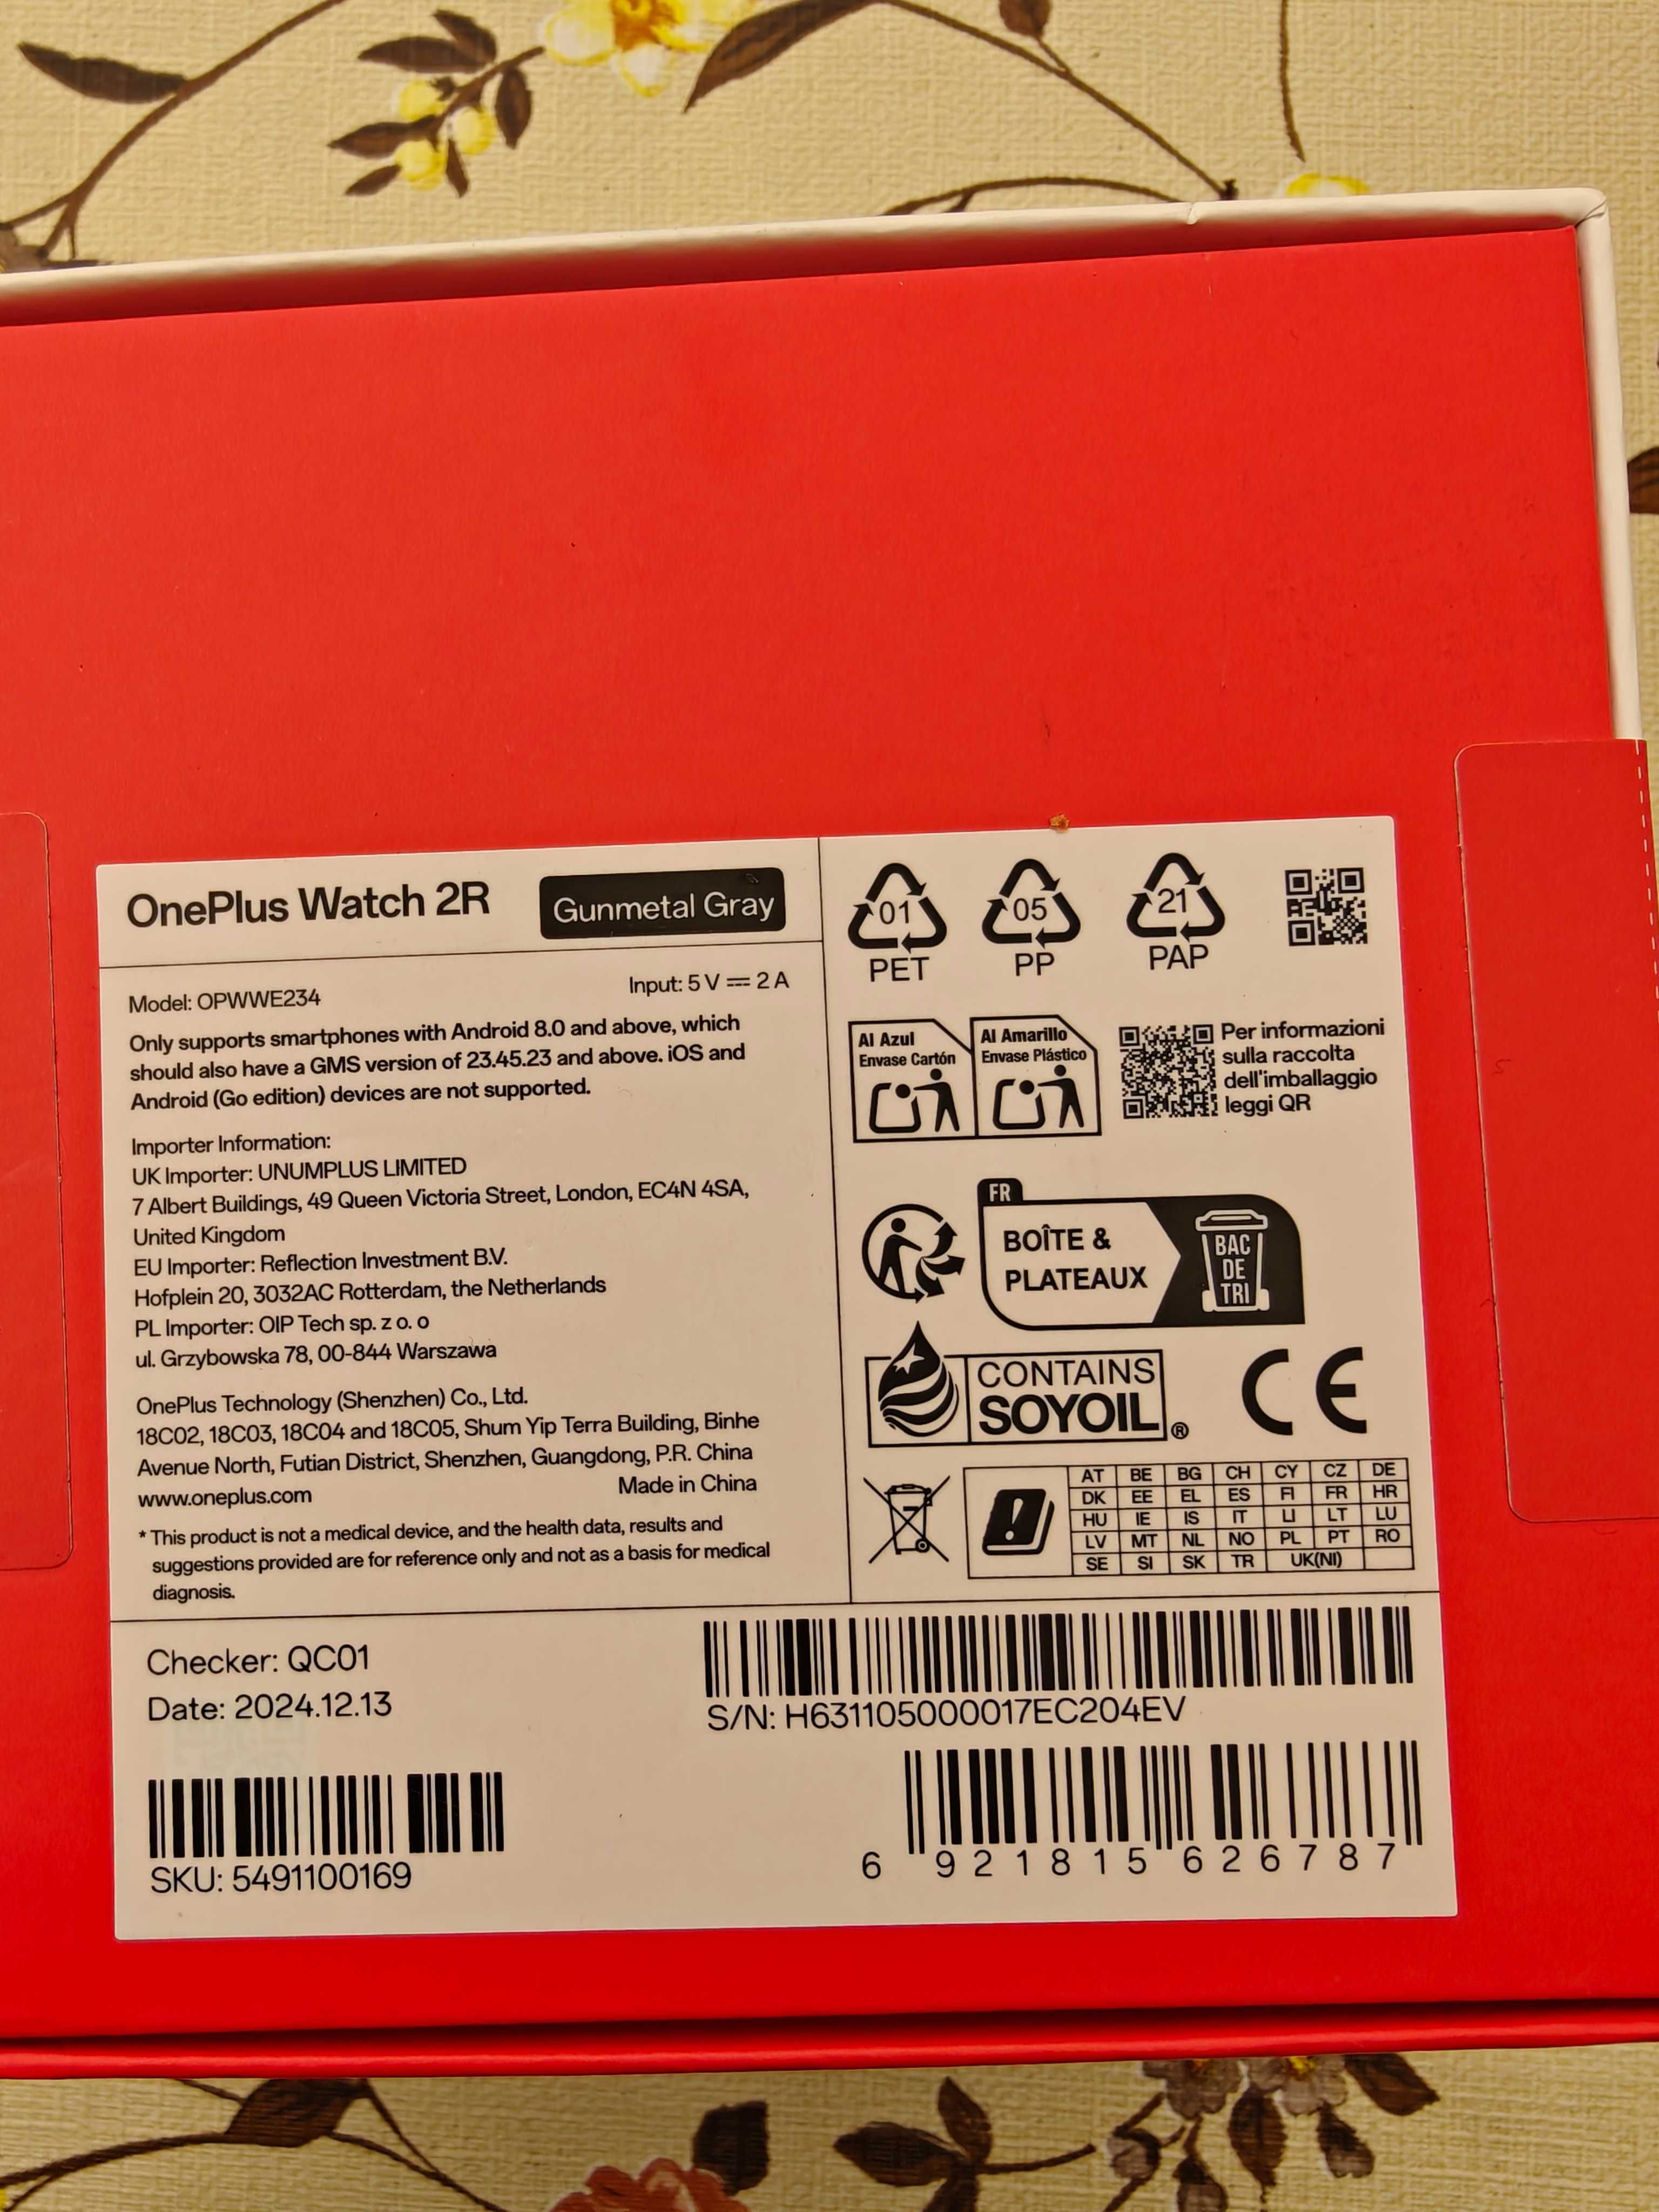 OnePlus Watch 2R
Gunmetal Gray
Model: OPWWE234
Input: 5 V ⎓ 2 A
Only supports smartphones with Android 8.0 and above, which
should also have a GMS version of 23.45.23 and above. iOS and
Android (Go edition) devices are not supported.
Importer Information:
UK Importer: UNUMPLUS LIMITED
7 Albert Buildings, 49 Queen Victoria Street, London, EC4N 4SA,
United Kingdom
EU Importer: Reflection Investment B.V.
Hofplein 20, 3032AC Rotterdam, the Netherlands
PL Importer: OIP Tech sp. z o. o
ul. Grzybowska 78, 00-844 Warszawa
OnePlus Technology (Shenzhen) Co., Ltd.
18C02, 18C03, 18C04 and 18C05, Shum Yip Terra Building, Binhe
Avenue North, Futian District, Shenzhen, Guangdong, P.R. China
www.oneplus.com
Made in China
* This product is not a medical device, and the health data, results and
suggestions provided are for reference only and not as a basis for medical
diagnosis.
01 05 21
PET PP PAP
Al Azul
Envase Cartón
Al Amarillo
Envase Plástico
Per informazioni
sulla raccolta
dell'imballaggio
leggi QR
FR
BOÎTE &
PLATEAUX
BAC
DE
TRI
CONTAINS
SOYOIL®
CE
AT BE BG CH CY CZ DE
DK EE EL ES FI FR HR
HU IE IS IT LI LT LU
LV MT NL NO PL PT RO
SE SI SK TR UK(NI)
Checker: QC01
Date: 2024.12.13
S/N: H631105000017EC204EV
SKU: 5491100169
6 921815 626787